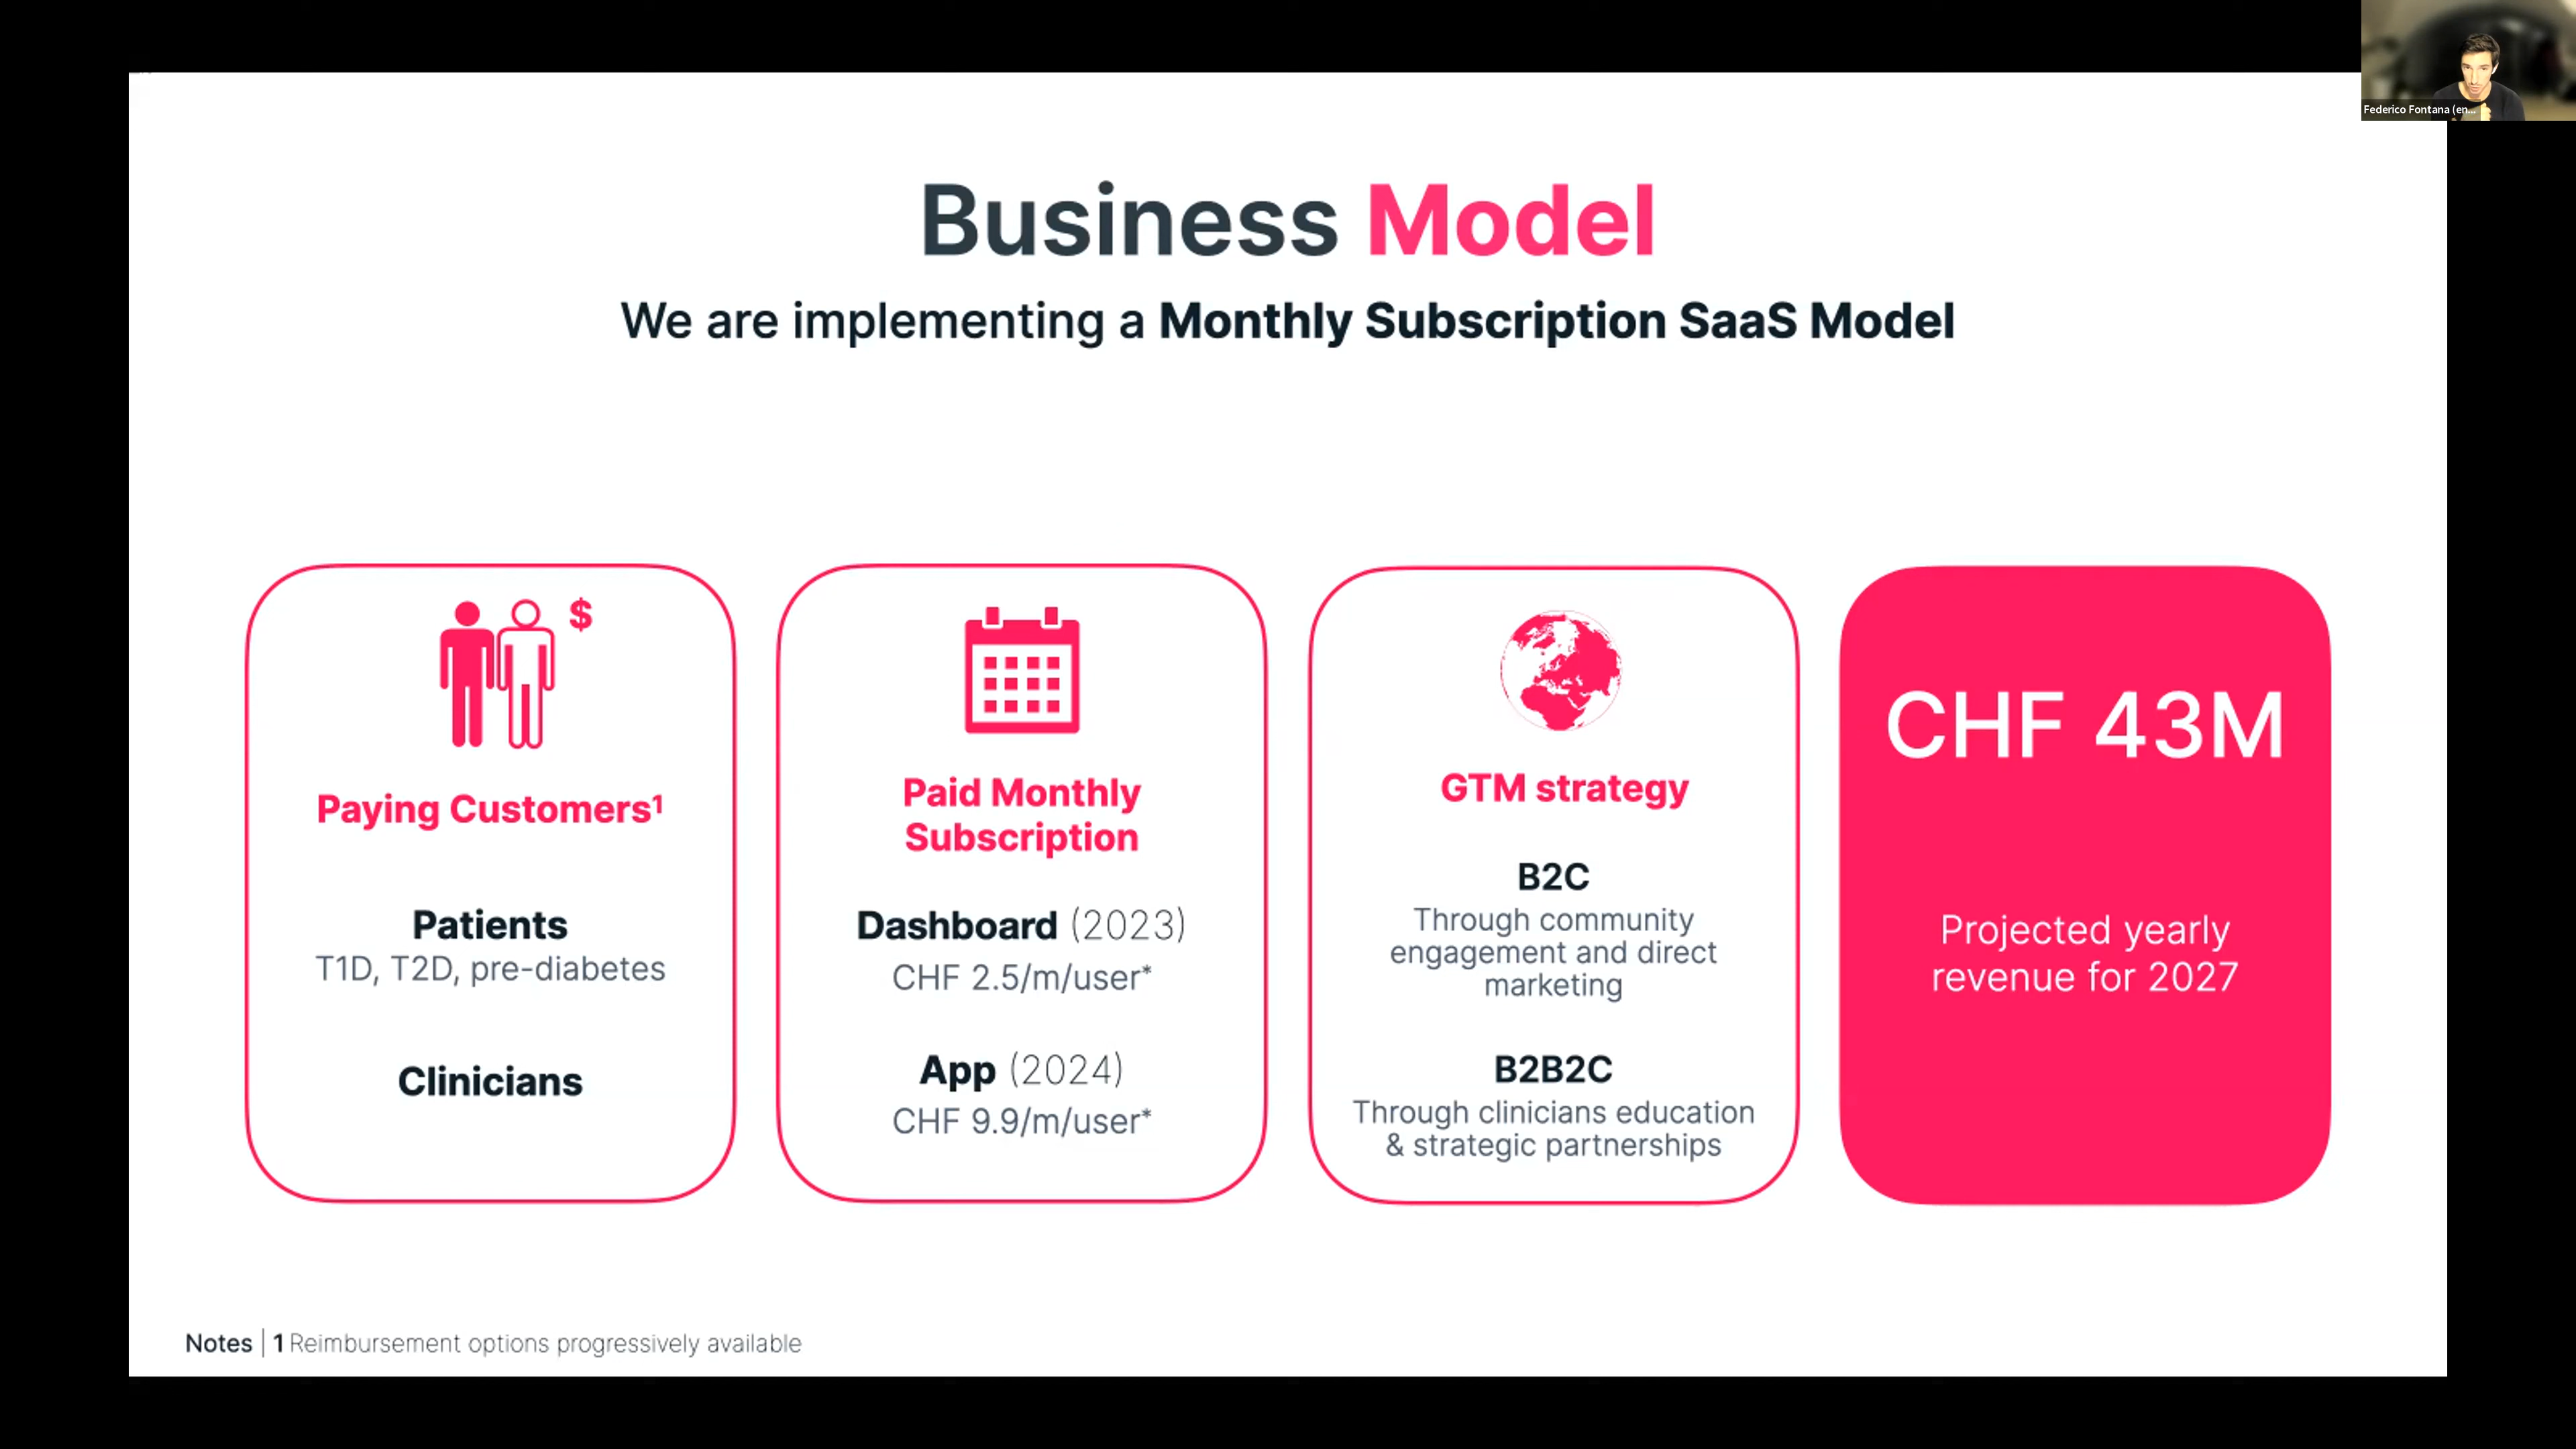 Federico Fontana (en...
Business Model
We are implementing a Monthly Subscription SaaS Model
$
Paying Customers¹
Patients
T1D, T2D, pre-diabetes
Clinicians
Paid Monthly
Subscription
Dashboard (2023)
CHF 2.5/m/user*
App (2024)
CHF 9.9/m/user*
GTM strategy
B2C
Through community
engagement and direct
marketing
B2B2C
Through clinicians education
& strategic partnerships
CHF 43M
Projected yearly
revenue for 2027
Notes | 1 Reimbursement options progressively available